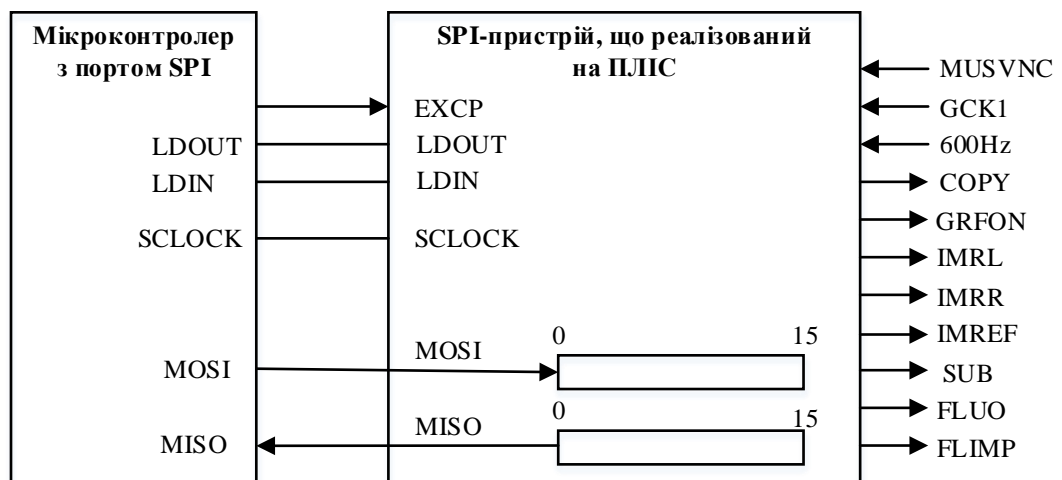 Мікроконтролер
з портом SPI
SPI-пристрій, що реалізований
на ПЛІС
MUSVNC
EXCP
GCK1
LDOUT
LDOUT
600Hz
LDIN
LDIN
COPY
GRFON
SCLOCK
SCLOCK
IMRL
IMRR
0
15
IMREF
MOSI
MOSI
SUB
0
15
FLUO
MISO
MISO
FLIMP